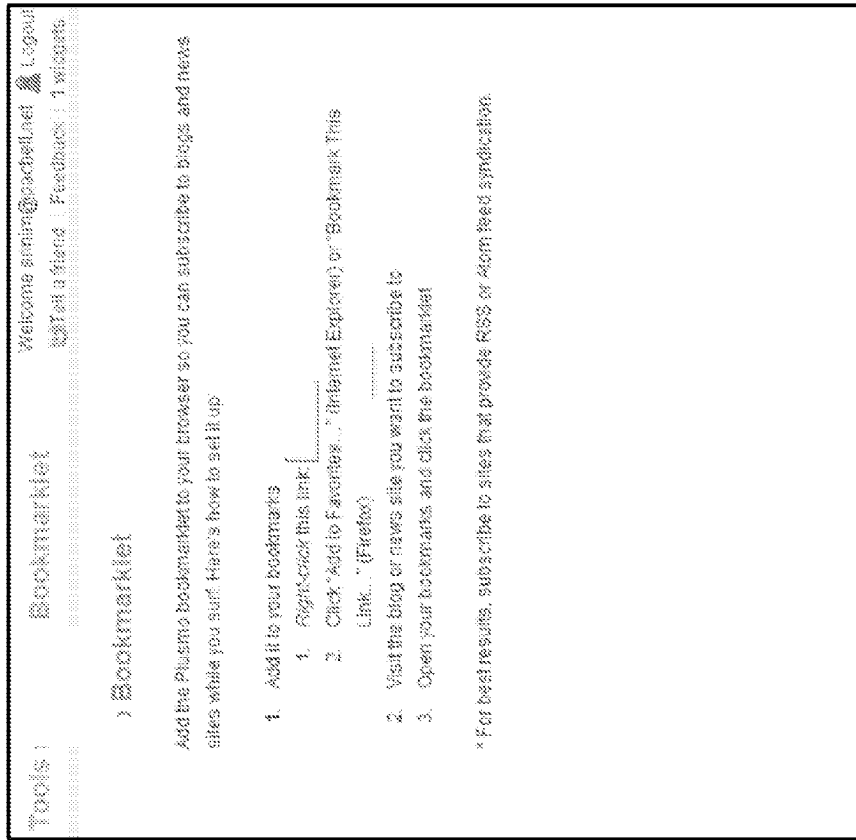 Tools › Bookmarklet
Welcome annim@pacbell.net Logout
Tell a friend | Feedback | 1 widgets
› Bookmarklet
Add the Plusmo bookmarklet to your browser so you can subscribe to blogs and news
sites while you surf. Here's how to set it up:
1. Add it to your bookmarks
1. Right-click this link:
2. Click "Add to Favorites..." (Internet Explorer) or "Bookmark This
Link..." (Firefox)
2. Visit the blog or news site you want to subscribe to
3. Open your bookmarks and click the bookmarklet
* For best results, subscribe to sites that provide RSS or Atom feed syndication.